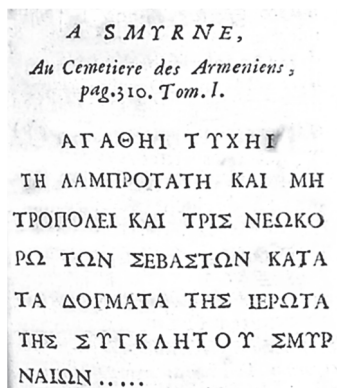 A SMYRNE,
Au Cemetiere des Armeniens,
pag. 310. Tom. I.
ΑΓΑΘΗΙ ΤΥΧΗΙ
ΤΗ ΛΑΜΠΡΟΤΑΤΗ ΚΑΙ ΜΗ
ΤΡΟΠΟΛΕΙ ΚΑΙ ΤΡΙΣ ΝΕΩΚΟ
ΡΩ ΤΩΝ ΣΕΒΑΣΤΩΝ ΚΑΤΑ
ΤΑ ΔΟΓΜΑΤΑ ΤΗΣ ΙΕΡΩΤΑ
ΤΗΣ ΣΥΓΚΛΗΤΟΥ ΣΜΥΡ
ΝΑΙΩΝ .....